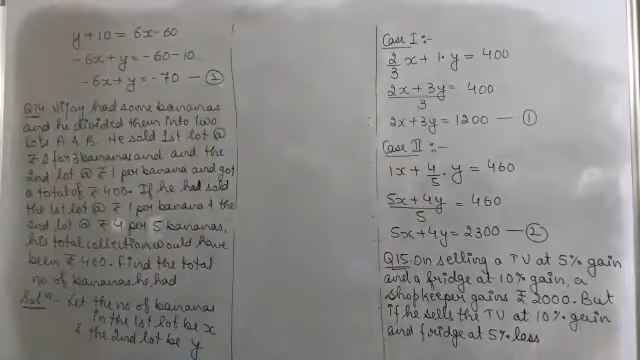 y + 10 = 6x - 60
-6x + y = -60 - 10
-6x + y = -70 - ②
Q14. Vijay had some bananas
and he divided them into two
lots A & B. He sold 1st lot @
₹ 2 for 3 bananas and and the
2nd lot @ ₹ 1 per banana and got
a total of ₹ 400. If he had sold
the 1st lot @ ₹ 1 per banana & the
2nd lot @ ₹ 4 per 5 bananas,
his total collection would have
been ₹ 460. Find the total
no of bananas he had
Solⁿ- Let the no of bananas
in the 1st lot be x
& the 2nd lot be y
Case I :-
2/3 x + 1 · y = 400
(2x + 3y)/3 = 400
2x + 3y = 1200 - ①
Case II :-
1x + 4/5 · y = 460
(5x + 4y)/5 = 460
5x + 4y = 2300 - ②
Q15. On selling a TV at 5% gain
and a fridge at 10% gain, a
shopkeeper gains ₹ 2000. But
if he sells the TV at 10% gain
and fridge at 5% loss